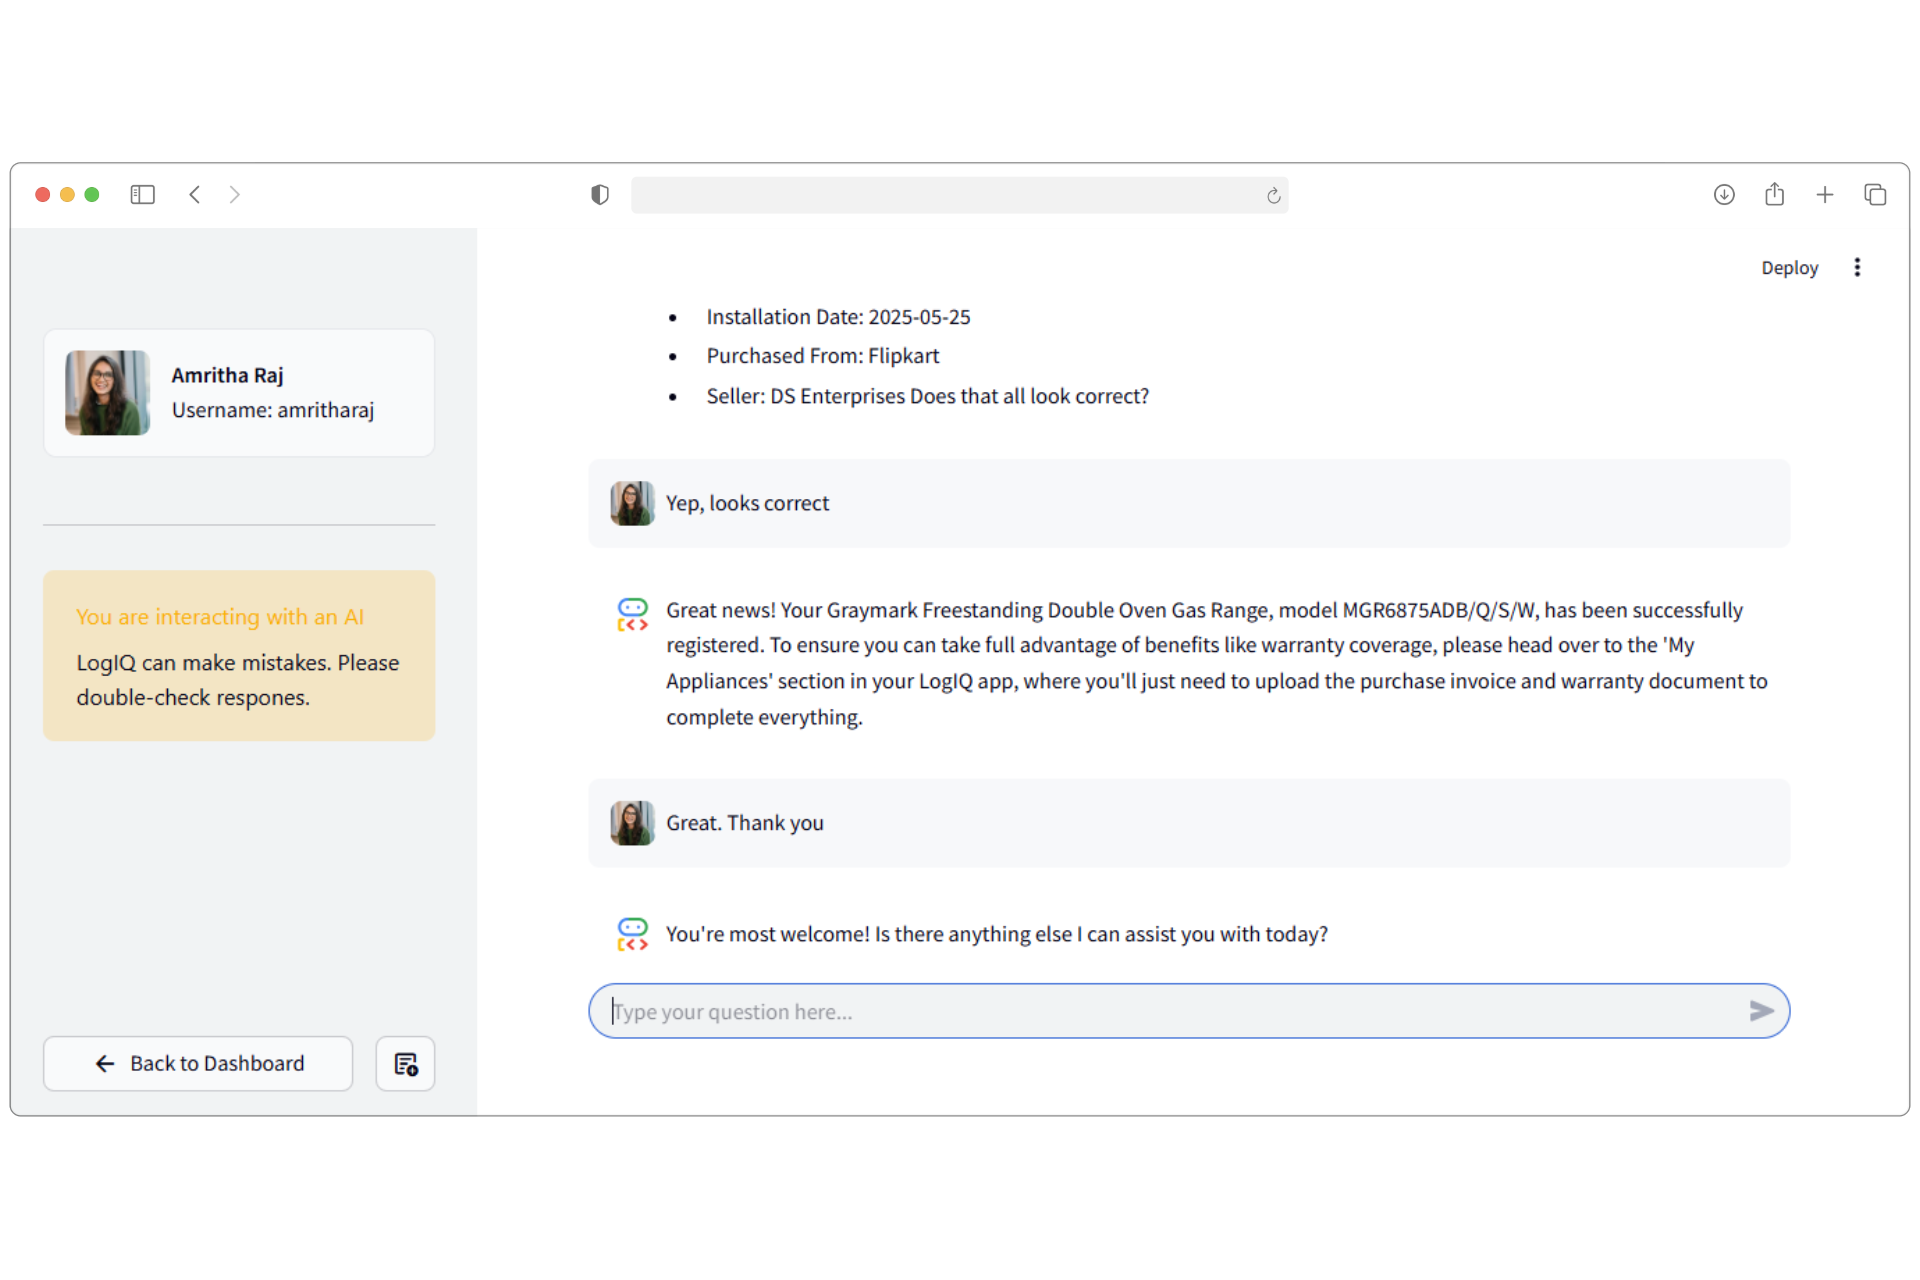 Deploy
Amritha Raj
Username: amritharaj
You are interacting with an AI
LogIQ can make mistakes. Please
double-check respones.
Back to Dashboard
• Installation Date: 2025-05-25
• Purchased From: Flipkart
• Seller: DS Enterprises Does that all look correct?
Yep, looks correct
Great news! Your Graymark Freestanding Double Oven Gas Range, model MGR6875ADB/Q/S/W, has been successfully
registered. To ensure you can take full advantage of benefits like warranty coverage, please head over to the 'My
Appliances' section in your LogIQ app, where you'll just need to upload the purchase invoice and warranty document to
complete everything.
Great. Thank you
You're most welcome! Is there anything else I can assist you with today?
Type your question here...